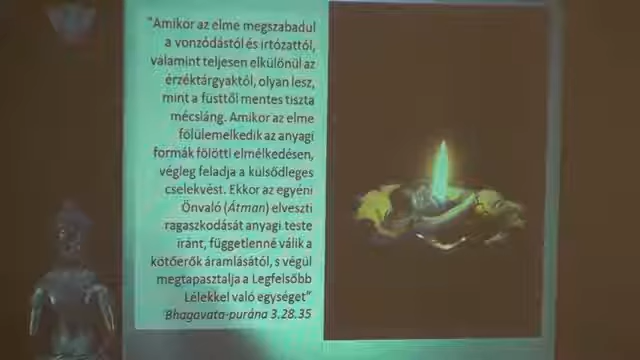 "Amikor az elme megszabadul
a vonzódástól és irtózattól,
valamint teljesen elkülönül az
érzéktárgyaktól, olyan lesz,
mint a füsttől mentes tiszta
mécsláng. Amikor az elme
fölülemelkedik az anyagi
formák fölötti elmélkedésen,
végleg feladja a külsődleges
cselekvést. Ekkor az egyéni
Önvaló (Átman) elveszti
ragaszkodását anyagi teste
iránt, függetlenné válik a
kötőerők áramlásától, s végül
megtapasztalja a Legfelsőbb
Lélekkel való egységet"
Bhagavata-purána 3.28.35